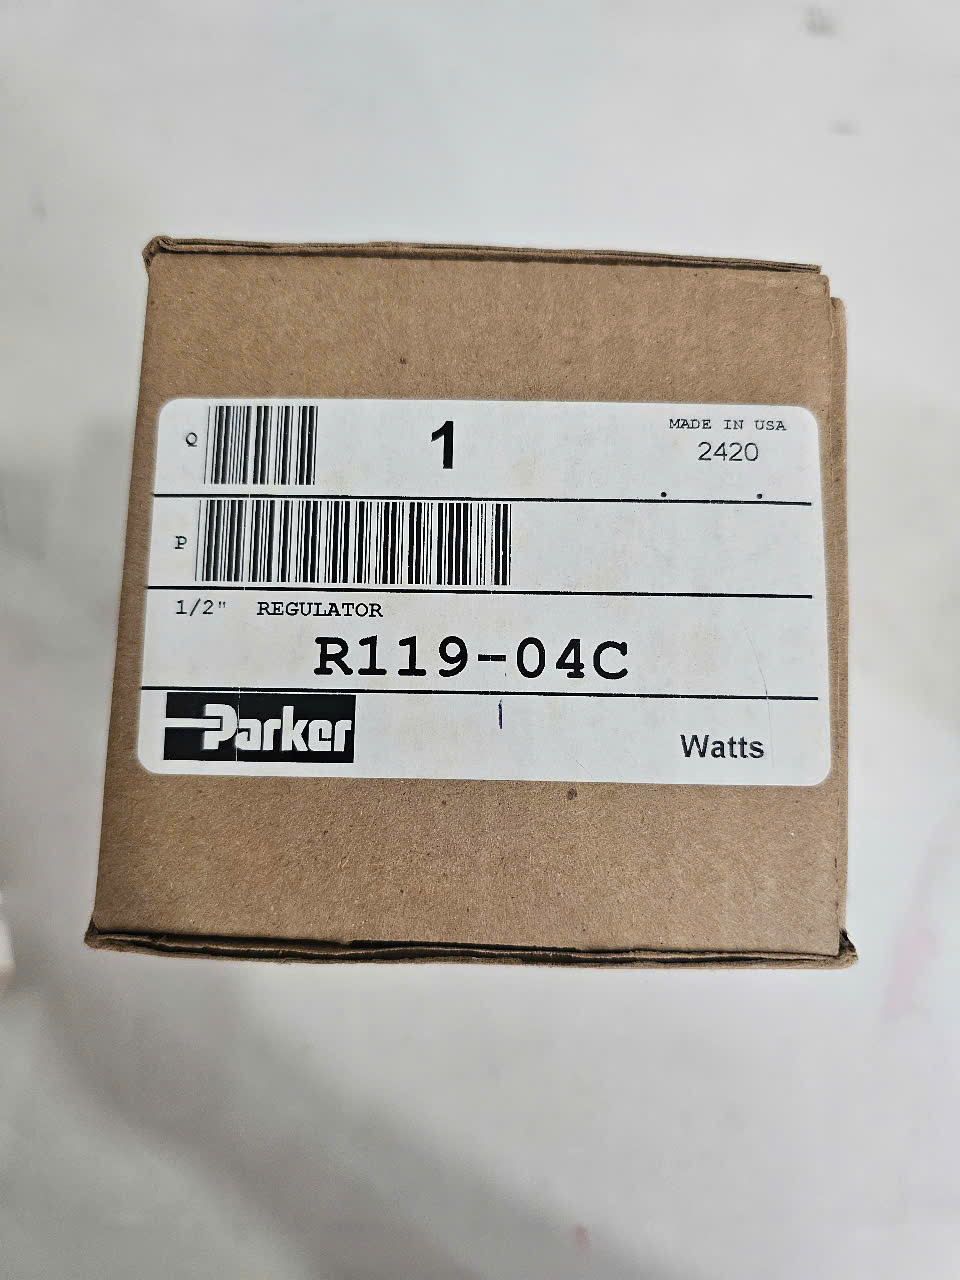 Q 1 MADE IN USA
2420
P
1/2" REGULATOR
R119-04C
Parker Watts